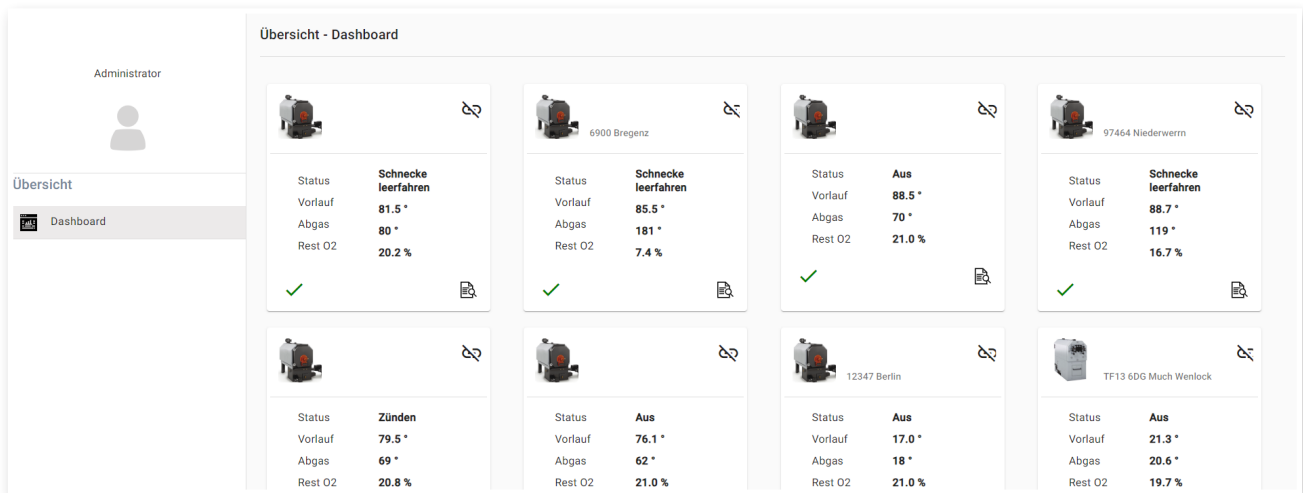 Übersicht - Dashboard
Administrator
Übersicht
Dashboard
Status Schnecke leerfahren
Vorlauf 81.5 °
Abgas 80 °
Rest O2 20.2 %
6900 Bregenz
Status Schnecke leerfahren
Vorlauf 85.5 °
Abgas 181 °
Rest O2 7.4 %
Status Aus
Vorlauf 88.5 °
Abgas 70 °
Rest O2 21.0 %
97464 Niederwerrn
Status Schnecke leerfahren
Vorlauf 88.7 °
Abgas 119 °
Rest O2 16.7 %
Status Zünden
Vorlauf 79.5 °
Abgas 69 °
Rest O2 20.8 %
Status Aus
Vorlauf 76.1 °
Abgas 62 °
Rest O2 21.0 %
12347 Berlin
Status Aus
Vorlauf 17.0 °
Abgas 18 °
Rest O2 21.0 %
TF13 6DG Much Wenlock
Status Aus
Vorlauf 21.3 °
Abgas 20.6 °
Rest O2 19.7 %